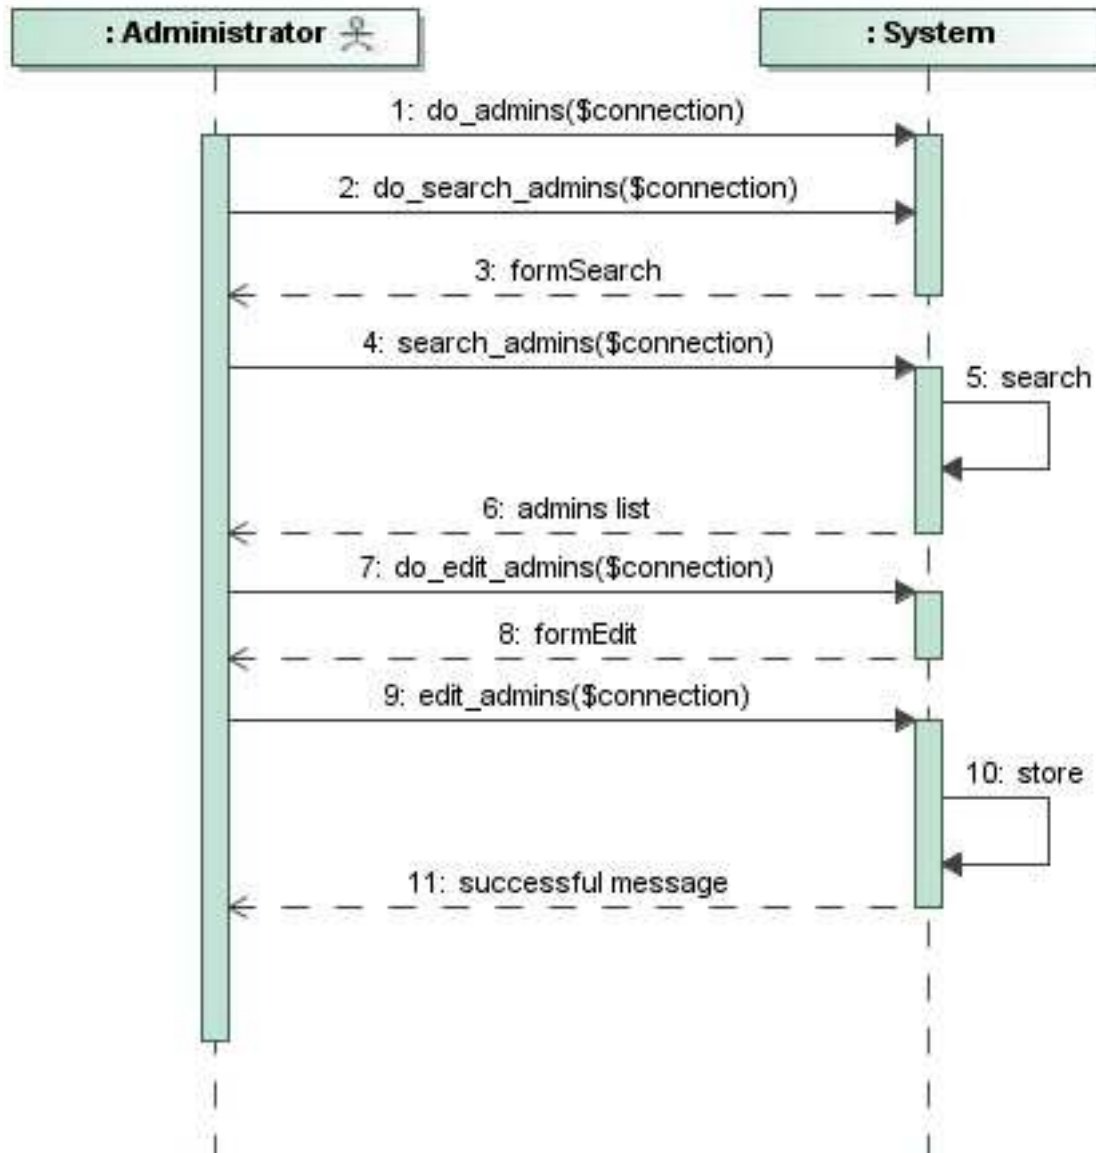 : Administrator
: System
1: do_admins($connection)
2: do_search_admins($connection)
3: formSearch
4: search_admins($connection)
5: search
6: admins list
7: do_edit_admins($connection)
8: formEdit
9: edit_admins($connection)
10: store
11: successful message